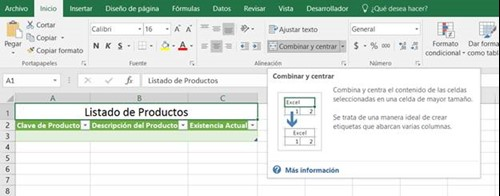 Archivo Inicio Insertar Diseño de página Fórmulas Datos Revisar Vista Desarrollador ¿Qué desea hacer?
Pegar
Cortar
Copiar
Copiar formato
Portapapeles
Calibri 16 A A
N K S A
Fuente
Ajustar texto
Combinar y centrar
General
$ % 000
Formato condicional
Dar formato como tabla
A1 Listado de Productos
Combinar y centrar
Combina y centra el contenido de las celdas seleccionadas en una celda de mayor tamaño.
Se trata de una manera ideal de crear etiquetas que abarcan varias columnas.
Excel
1 2
Excel
1 2
Más información
A B C D
1 Listado de Productos
2 Clave de Producto Descripción del Producto Existencia Actual
3